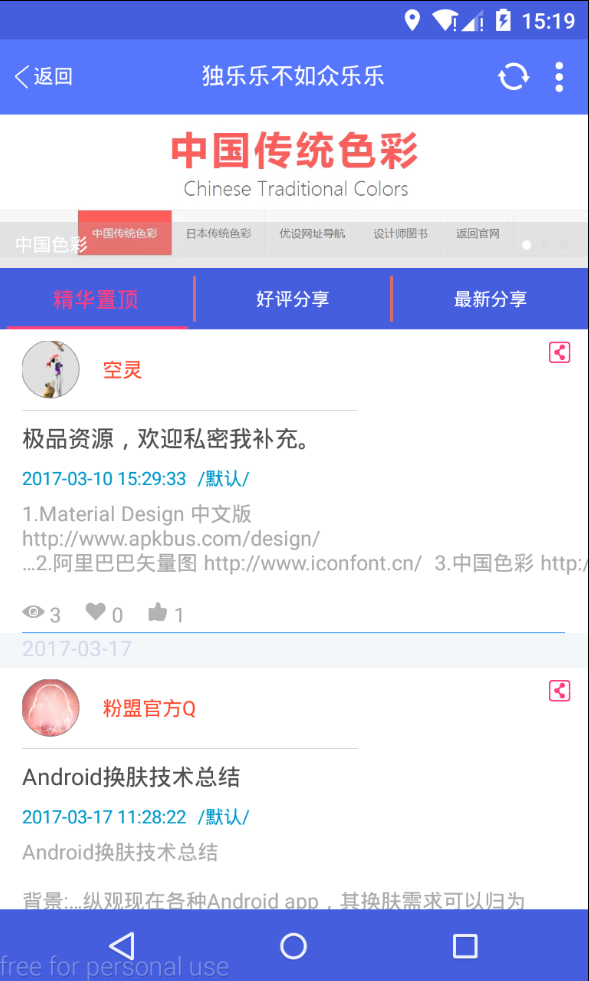 15:19
返回
独乐乐不如众乐乐
中国传统色彩
Chinese Traditional Colors
中国传统色彩
日本传统色彩
优设网址导航
设计师图书
返回官网
中国色彩
精华置顶
好评分享
最新分享
空灵
极品资源，欢迎私密我补充。
2017-03-10 15:29:33 /默认/
1.Material Design 中文版
http://www.apkbus.com/design/
…2.阿里巴巴矢量图 http://www.iconfont.cn/ 3.中国色彩 http:/
3
0
1
2017-03-17
粉盟官方Q
Android换肤技术总结
2017-03-17 11:28:22 /默认/
Android换肤技术总结
背景:…纵观现在各种Android app，其换肤需求可以归为
free for personal use